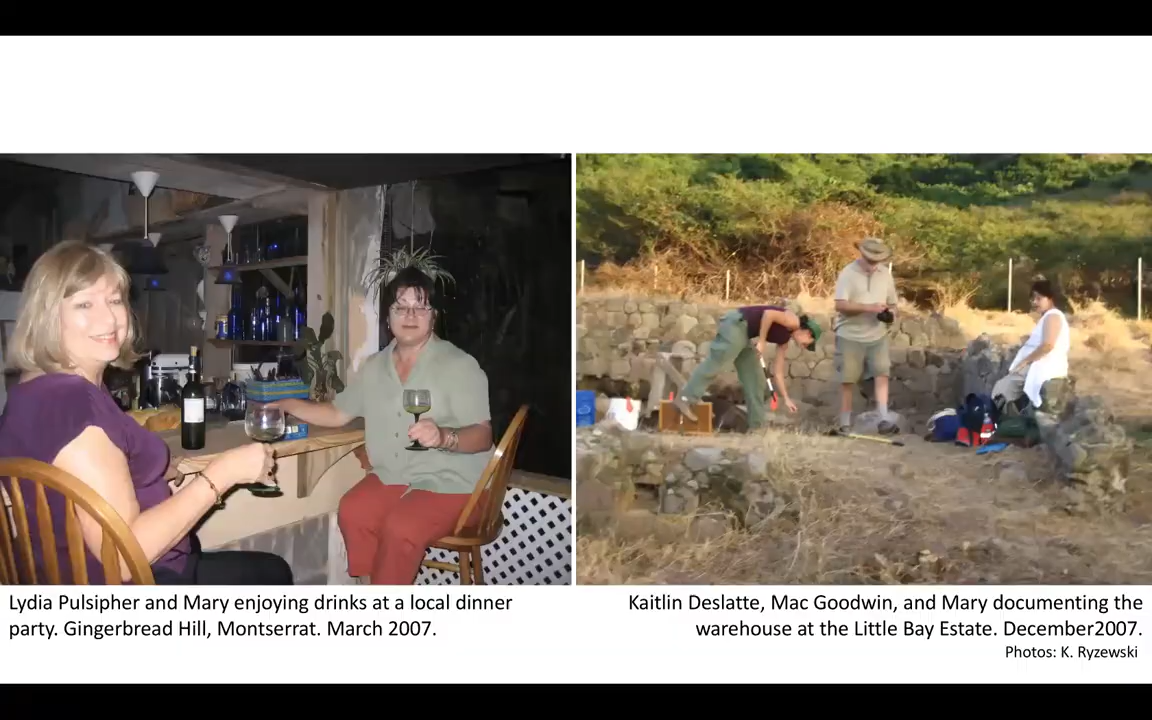 Lydia Pulsipher and Mary enjoying drinks at a local dinner
party. Gingerbread Hill, Montserrat. March 2007.
Kaitlin Deslatte, Mac Goodwin, and Mary documenting the
warehouse at the Little Bay Estate. December2007.
Photos: K. Ryzewski